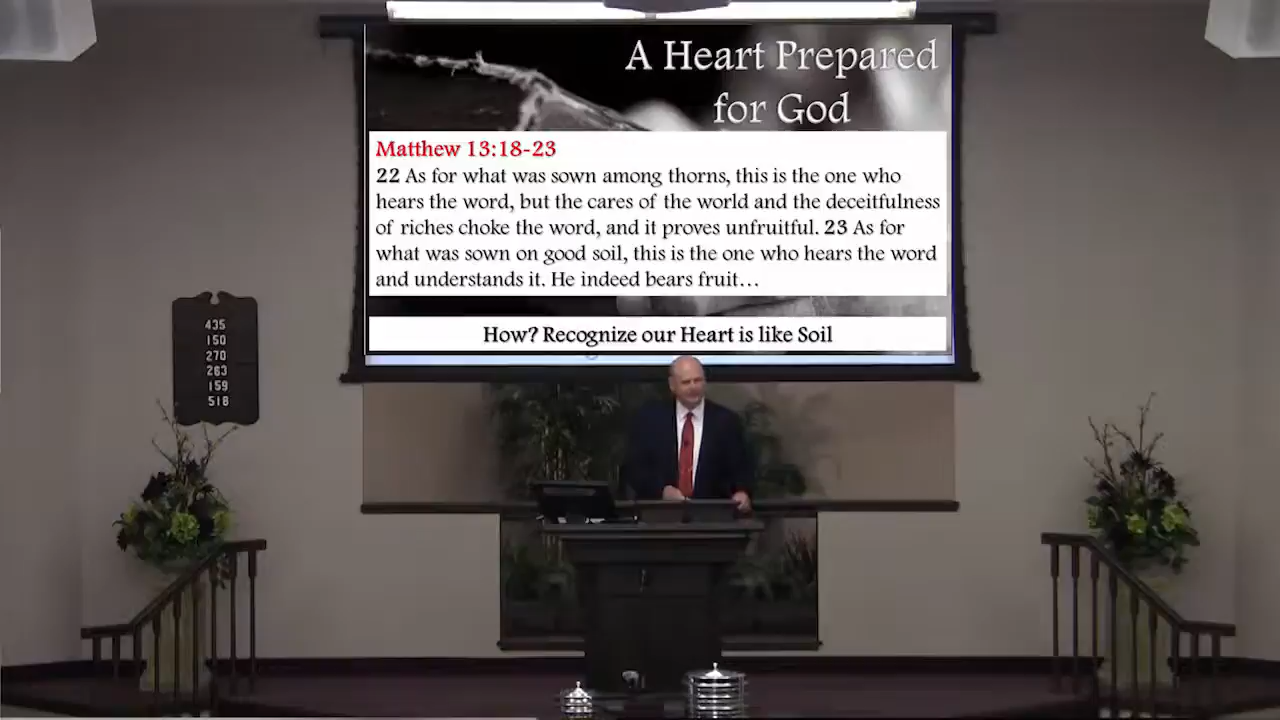 A Heart Prepared
for God
Matthew 13:18-23
22 As for what was sown among thorns, this is the one who
hears the word, but the cares of the world and the deceitfulness
of riches choke the word, and it proves unfruitful. 23 As for
what was sown on good soil, this is the one who hears the word
and understands it. He indeed bears fruit…
How? Recognize our Heart is like Soil
435
150
270
263
159
518